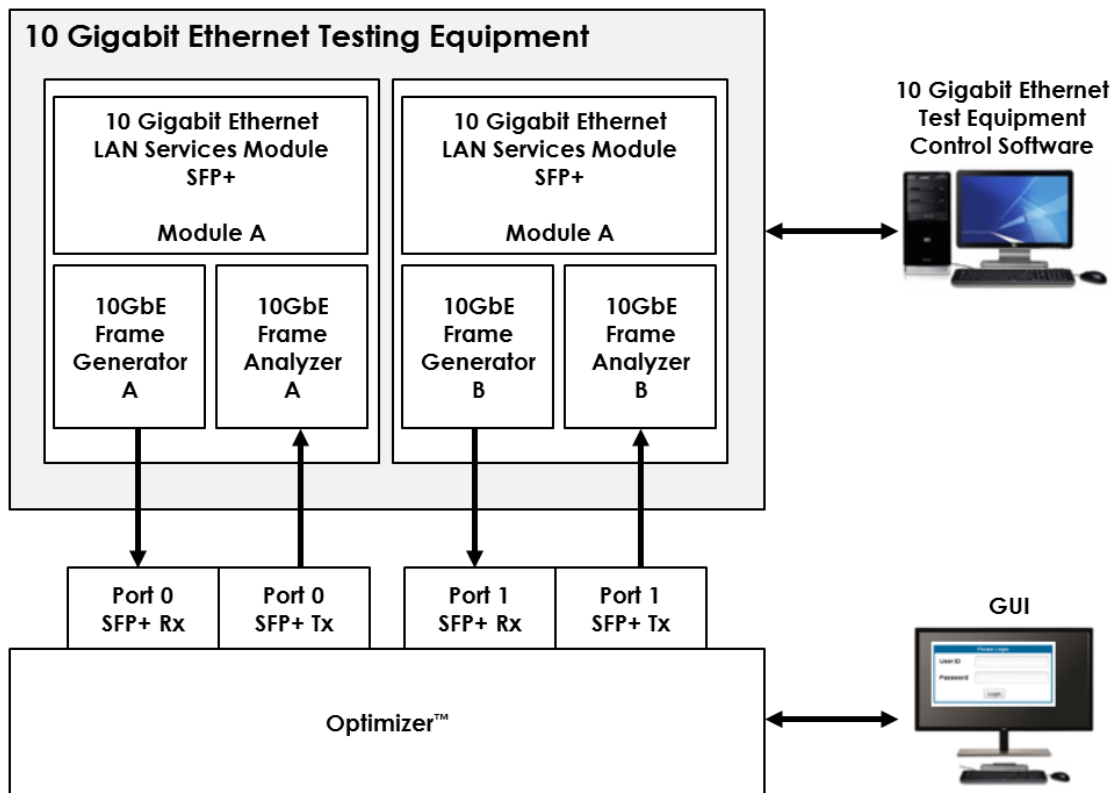 10 Gigabit Ethernet Testing Equipment
10 Gigabit Ethernet
LAN Services Module
SFP+
Module A
10 Gigabit Ethernet
LAN Services Module
SFP+
Module A
10GbE
Frame
Generator
A
10GbE
Frame
Analyzer
A
10GbE
Frame
Generator
B
10GbE
Frame
Analyzer
B
10 Gigabit Ethernet
Test Equipment
Control Software
Port 0
SFP+ Rx
Port 0
SFP+ Tx
Port 1
SFP+ Rx
Port 1
SFP+ Tx
Optimizer™
GUI
Please Login
User ID
Password
Login